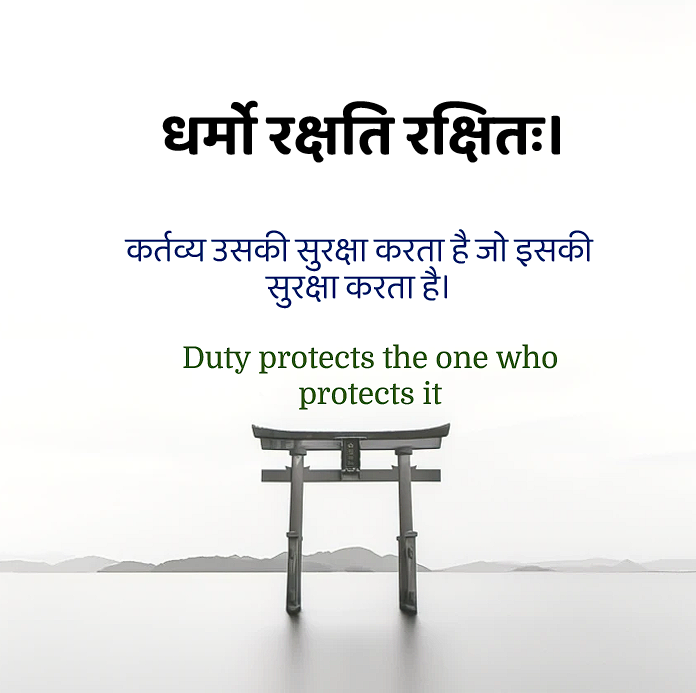 धर्मो रक्षति रक्षितः।
कर्तव्य उसकी सुरक्षा करता है जो इसकी
सुरक्षा करता है।
Duty protects the one who
protects it